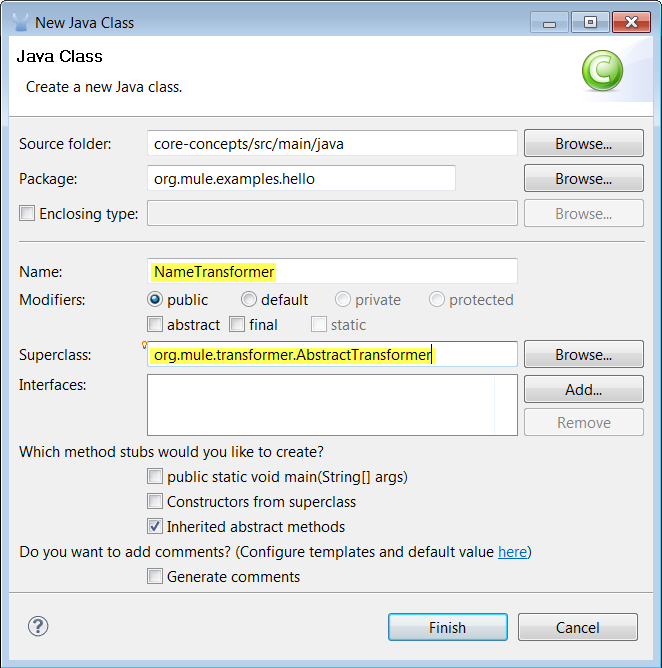 New Java Class
Java Class
Create a new Java class.
C
Source folder: core-concepts/src/main/java Browse...
Package: org.mule.examples.hello Browse...
Enclosing type: Browse...
Name: NameTransformer
Modifiers: public default private protected
abstract final static
Superclass: org.mule.transformer.AbstractTransformer Browse...
Interfaces: Add...
Remove
Which method stubs would you like to create?
public static void main(String[] args)
Constructors from superclass
Inherited abstract methods
Do you want to add comments? (Configure templates and default value here)
Generate comments
? Finish Cancel